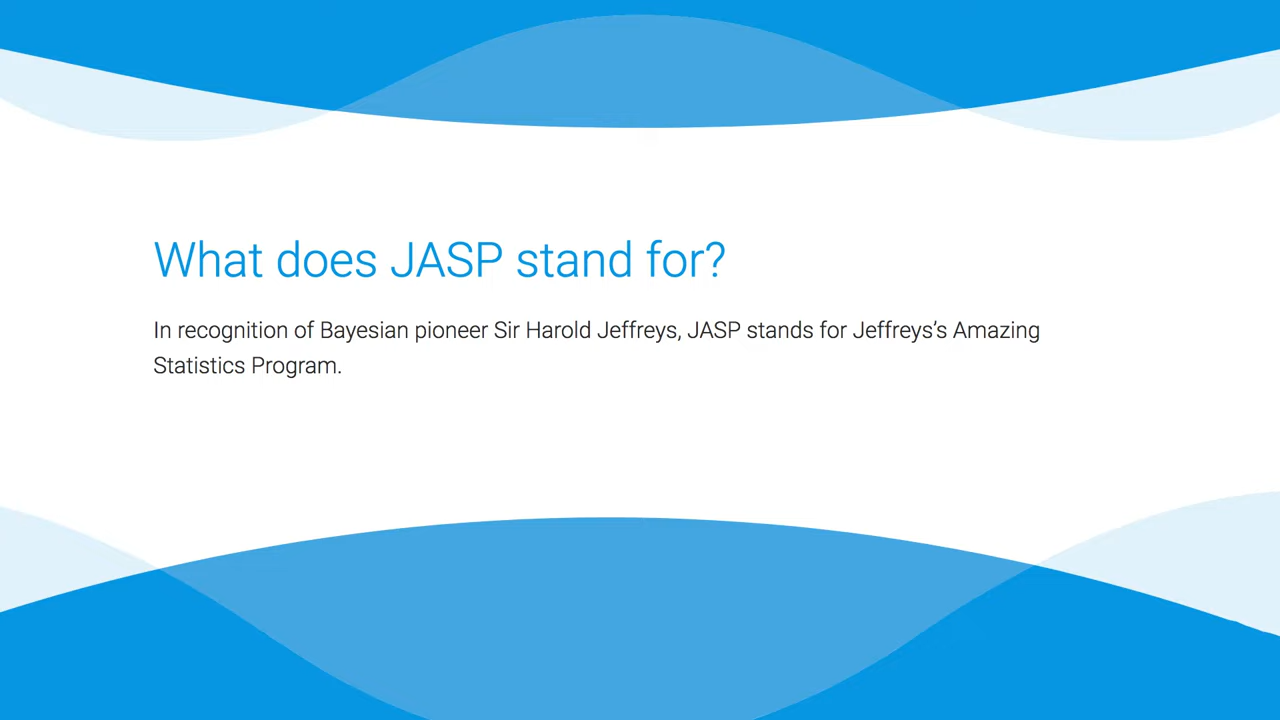 What does JASP stand for?
In recognition of Bayesian pioneer Sir Harold Jeffreys, JASP stands for Jeffreys’s Amazing
Statistics Program.